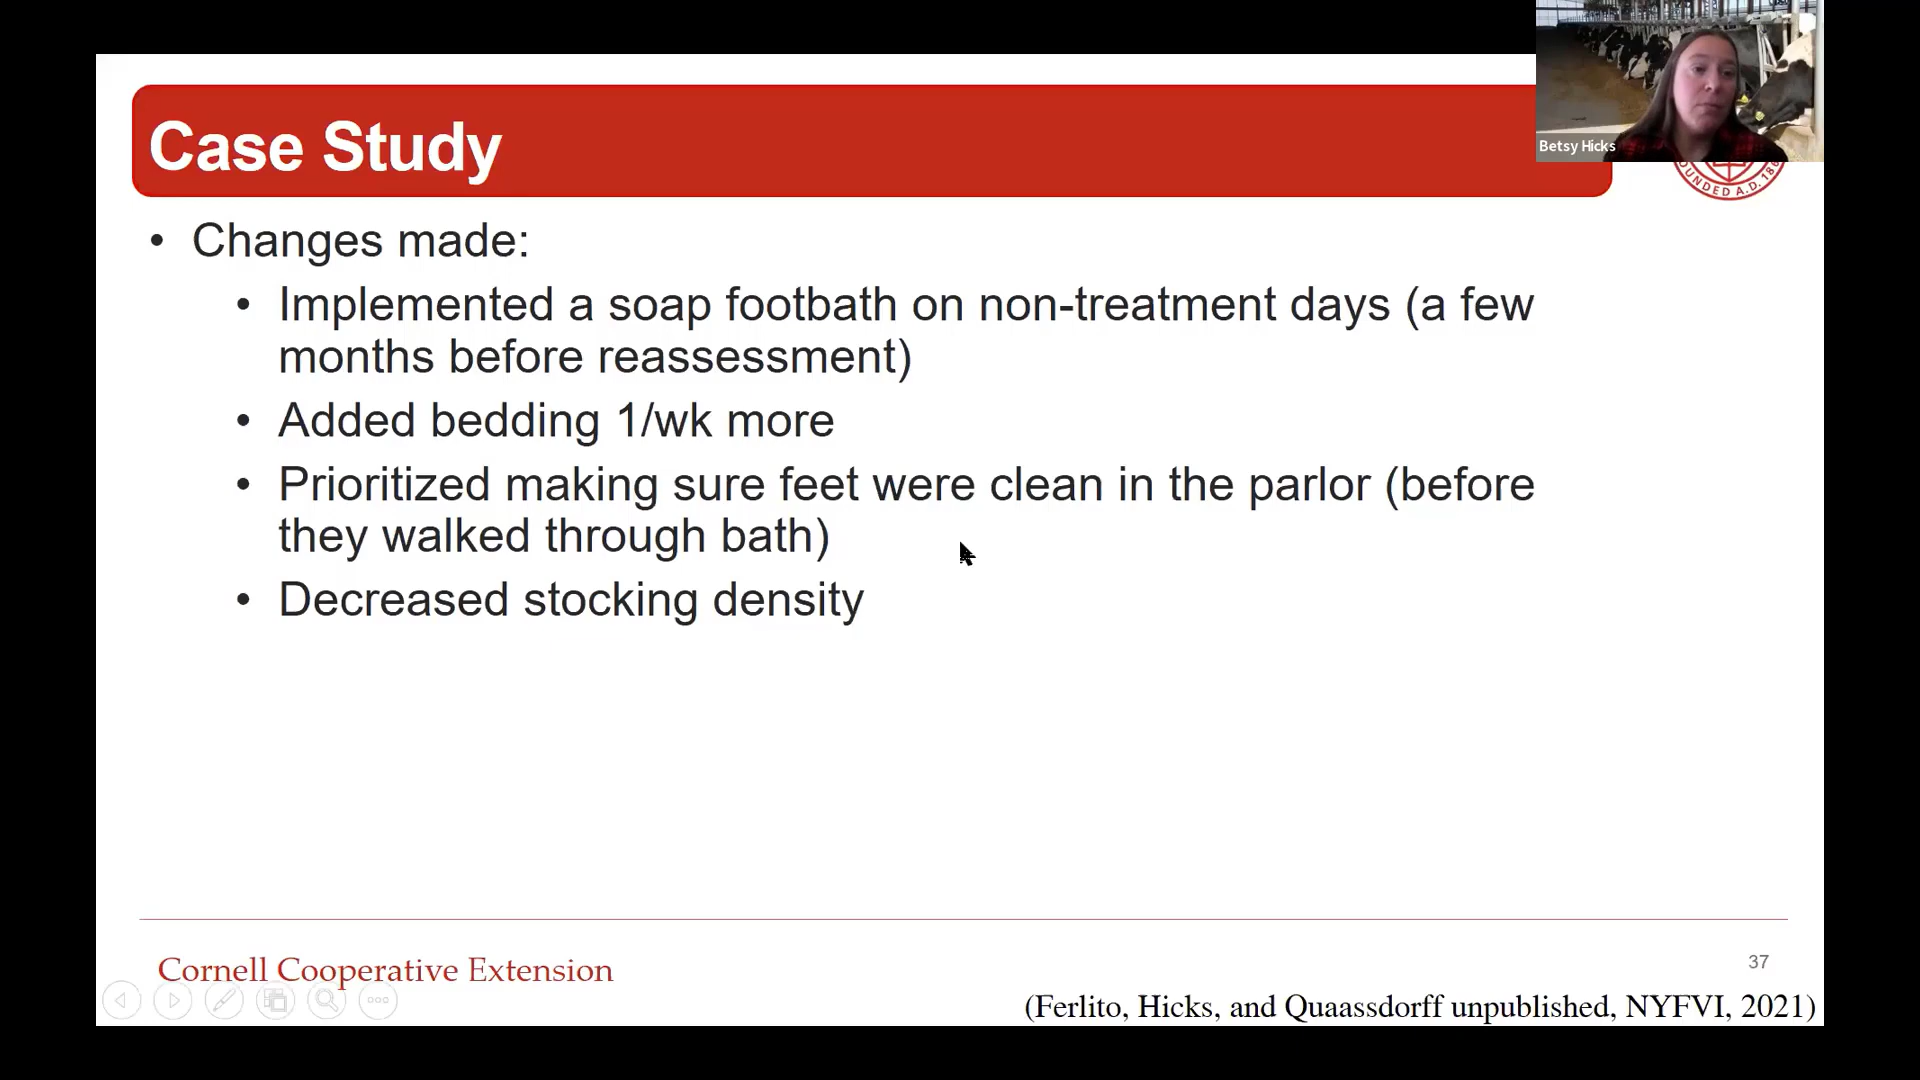 Case Study
Betsy Hicks
OUNDED A.D. 186
• Changes made:
• Implemented a soap footbath on non-treatment days (a few
months before reassessment)
• Added bedding 1/wk more
• Prioritized making sure feet were clean in the parlor (before
they walked through bath)
• Decreased stocking density
Cornell Cooperative Extension
37
(Ferlito, Hicks, and Quaassdorff unpublished, NYFVI, 2021)